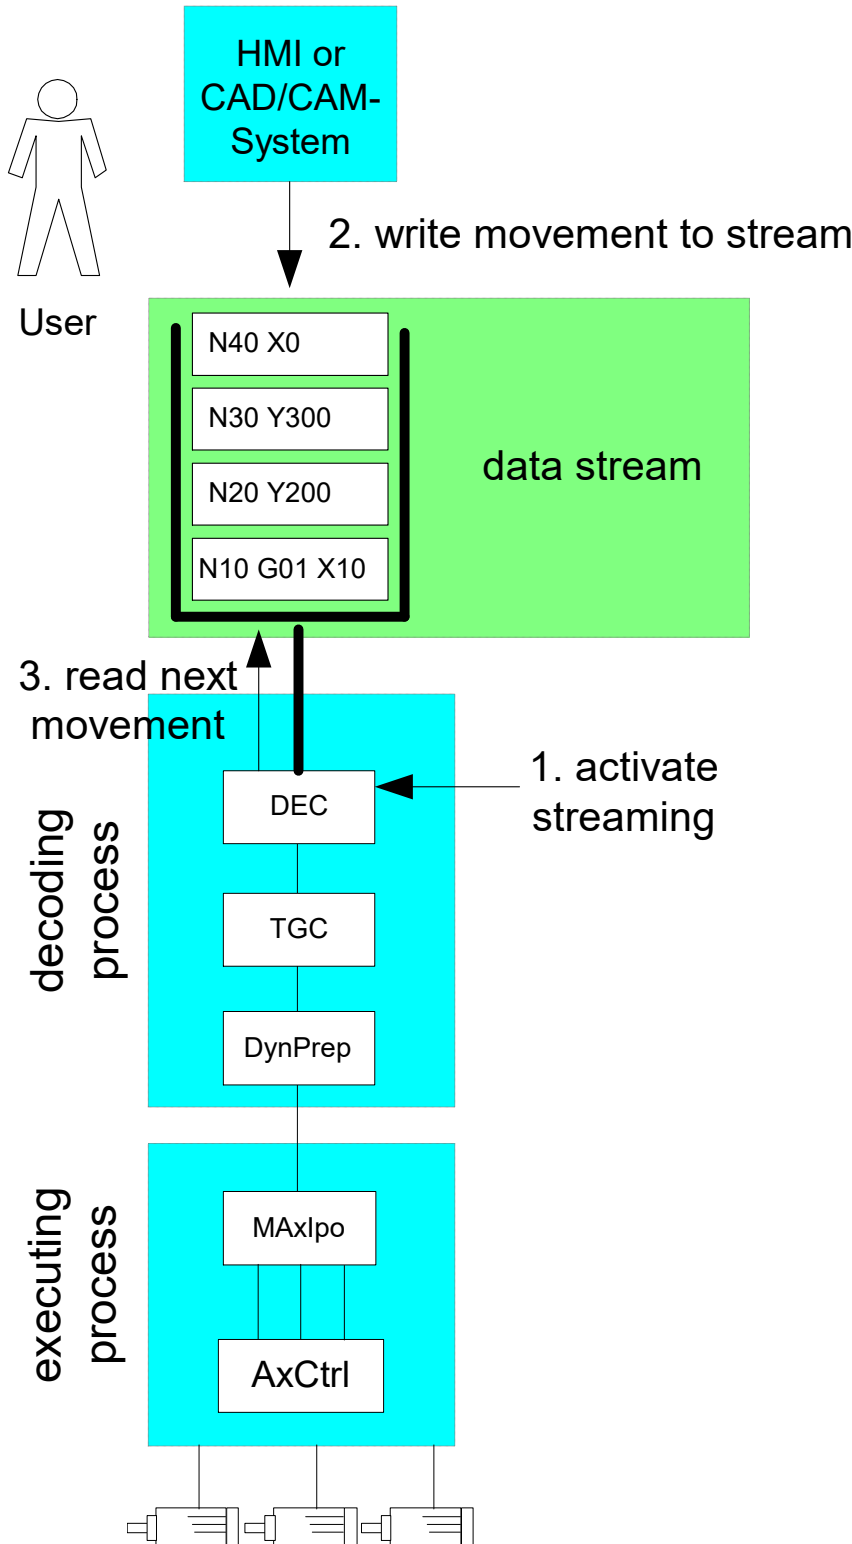 HMI or
CAD/CAM-
System
2. write movement to stream
User
N40 X0
N30 Y300
N20 Y200
N10 G01 X10
data stream
3. read next
movement
1. activate
streaming
decoding
process
DEC
TGC
DynPrep
executing
process
MAxIpo
AxCtrl